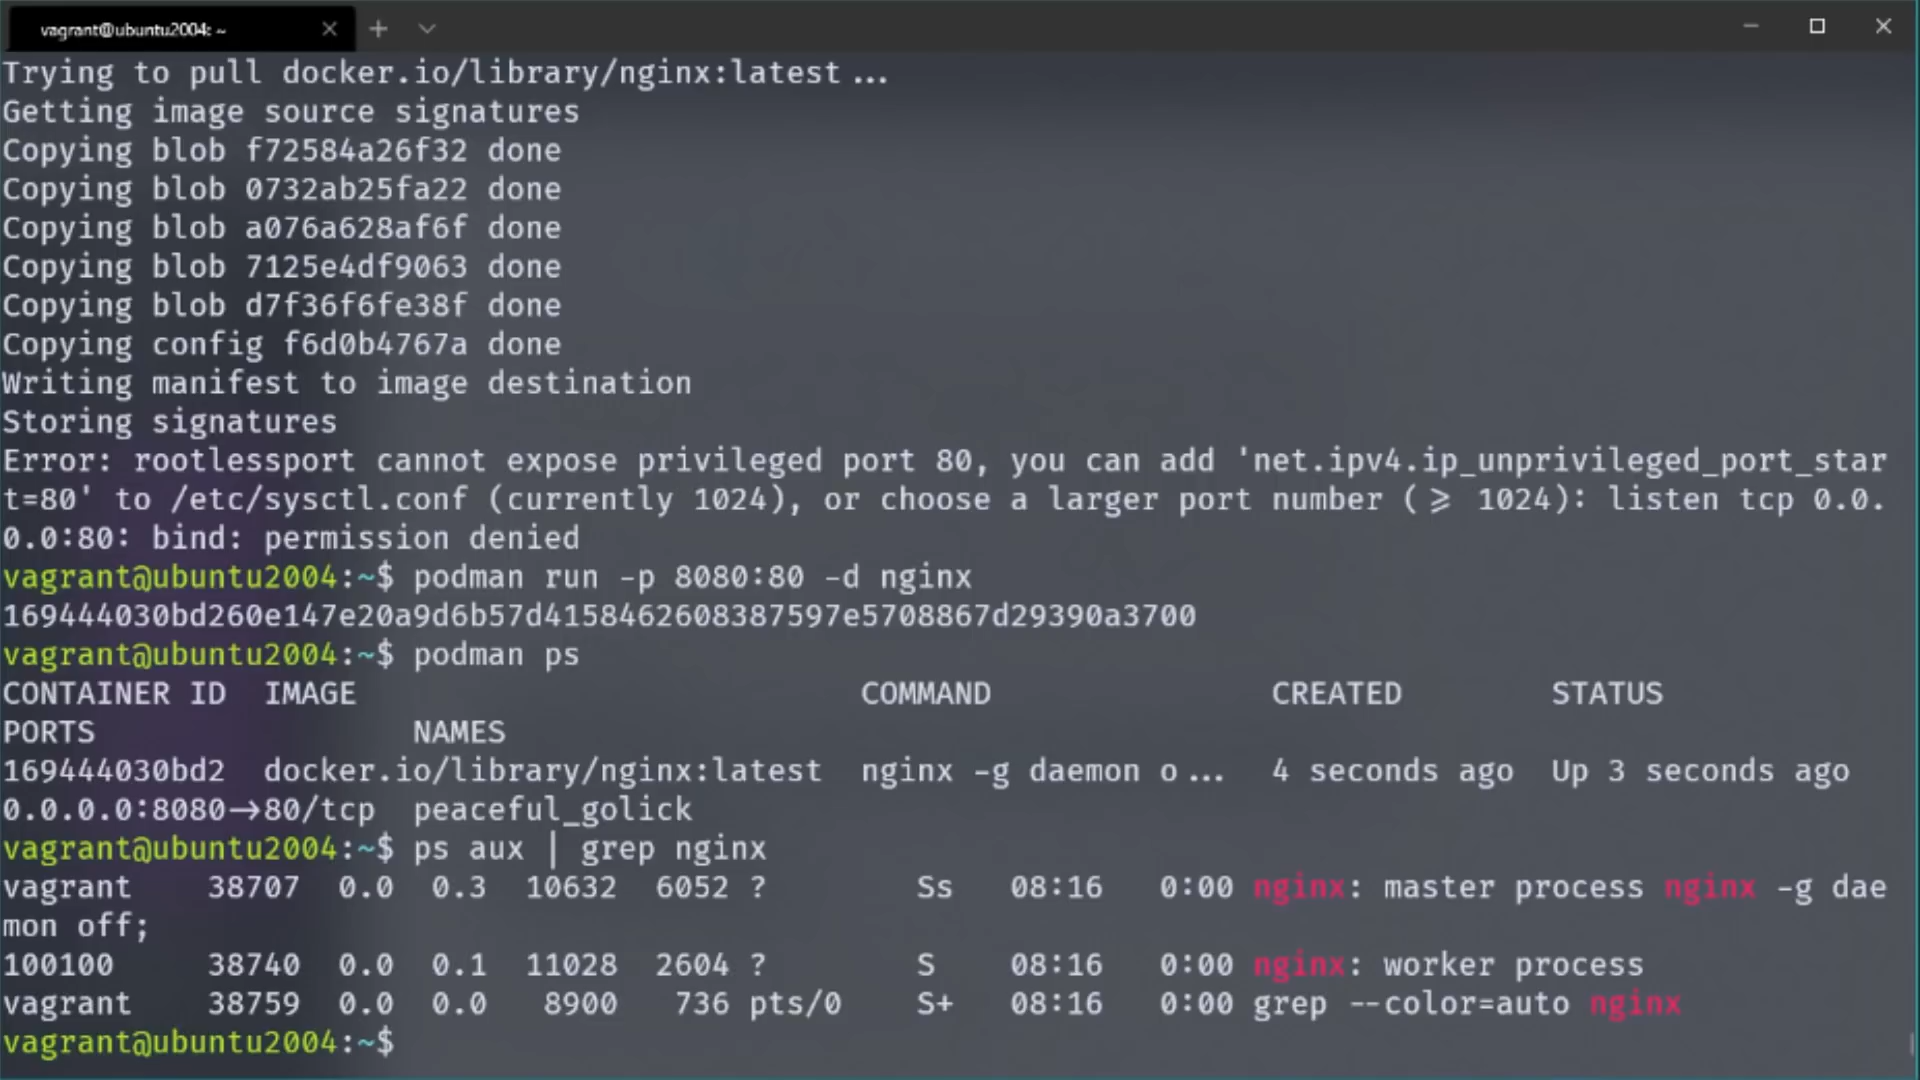 vagrant@ubuntu2004: ~
Trying to pull docker.io/library/nginx:latest...
Getting image source signatures
Copying blob f72584a26f32 done
Copying blob 0732ab25fa22 done
Copying blob a076a628af6f done
Copying blob 7125e4df9063 done
Copying blob d7f36f6fe38f done
Copying config f6d0b4767a done
Writing manifest to image destination
Storing signatures
Error: rootlessport cannot expose privileged port 80, you can add 'net.ipv4.ip_unprivileged_port_star
t=80' to /etc/sysctl.conf (currently 1024), or choose a larger port number (>= 1024): listen tcp 0.0.
0.0:80: bind: permission denied
vagrant@ubuntu2004:~$ podman run -p 8080:80 -d nginx
169444030bd260e147e20a9d6b57d4158462608387597e5708867d29390a3700
vagrant@ubuntu2004:~$ podman ps
CONTAINER ID  IMAGE                           COMMAND               CREATED        STATUS
PORTS                 NAMES
169444030bd2  docker.io/library/nginx:latest  nginx -g daemon o...  4 seconds ago  Up 3 seconds ago
0.0.0.0:8080->80/tcp  peaceful_golick
vagrant@ubuntu2004:~$ ps aux | grep nginx
vagrant    38707  0.0  0.3  10632  6052 ?        Ss   08:16   0:00 nginx: master process nginx -g dae
mon off;
100100     38740  0.0  0.1  11028  2604 ?        S    08:16   0:00 nginx: worker process
vagrant    38759  0.0  0.0   8900   736 pts/0    S+   08:16   0:00 grep --color=auto nginx
vagrant@ubuntu2004:~$